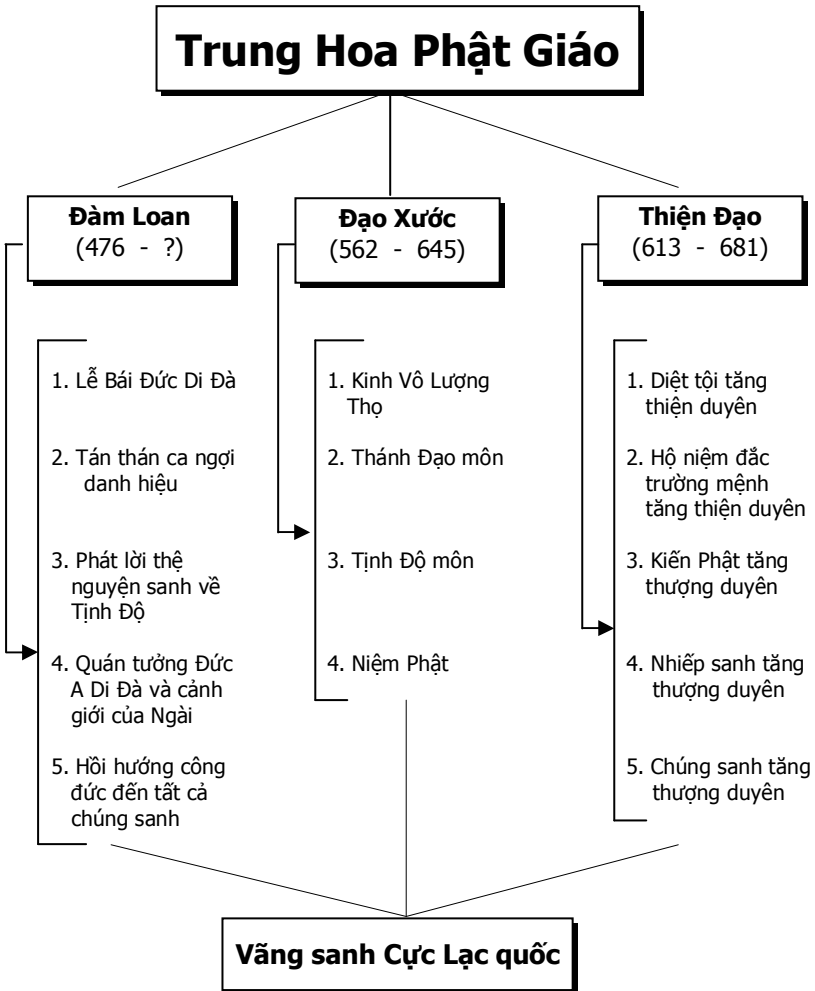 Trung Hoa Phật Giáo
Đàm Loan
(476 - ?)
1. Lễ Bái Đức Di Đà
2. Tán thán ca ngợi
danh hiệu
3. Phát lời thệ
nguyện sanh về
Tịnh Độ
4. Quán tưởng Đức
A Di Đà và cảnh
giới của Ngài
5. Hồi hướng công
đức đến tất cả
chúng sanh
Đạo Xước
(562 - 645)
1. Kinh Vô Lượng
Thọ
2. Thánh Đạo môn
3. Tịnh Độ môn
4. Niệm Phật
Thiện Đạo
(613 - 681)
1. Diệt tội tăng
thiện duyên
2. Hộ niệm đắc
trường mệnh
tăng thiện duyên
3. Kiến Phật tăng
thượng duyên
4. Nhiếp sanh tăng
thượng duyên
5. Chúng sanh tăng
thượng duyên
Vãng sanh Cực Lạc quốc